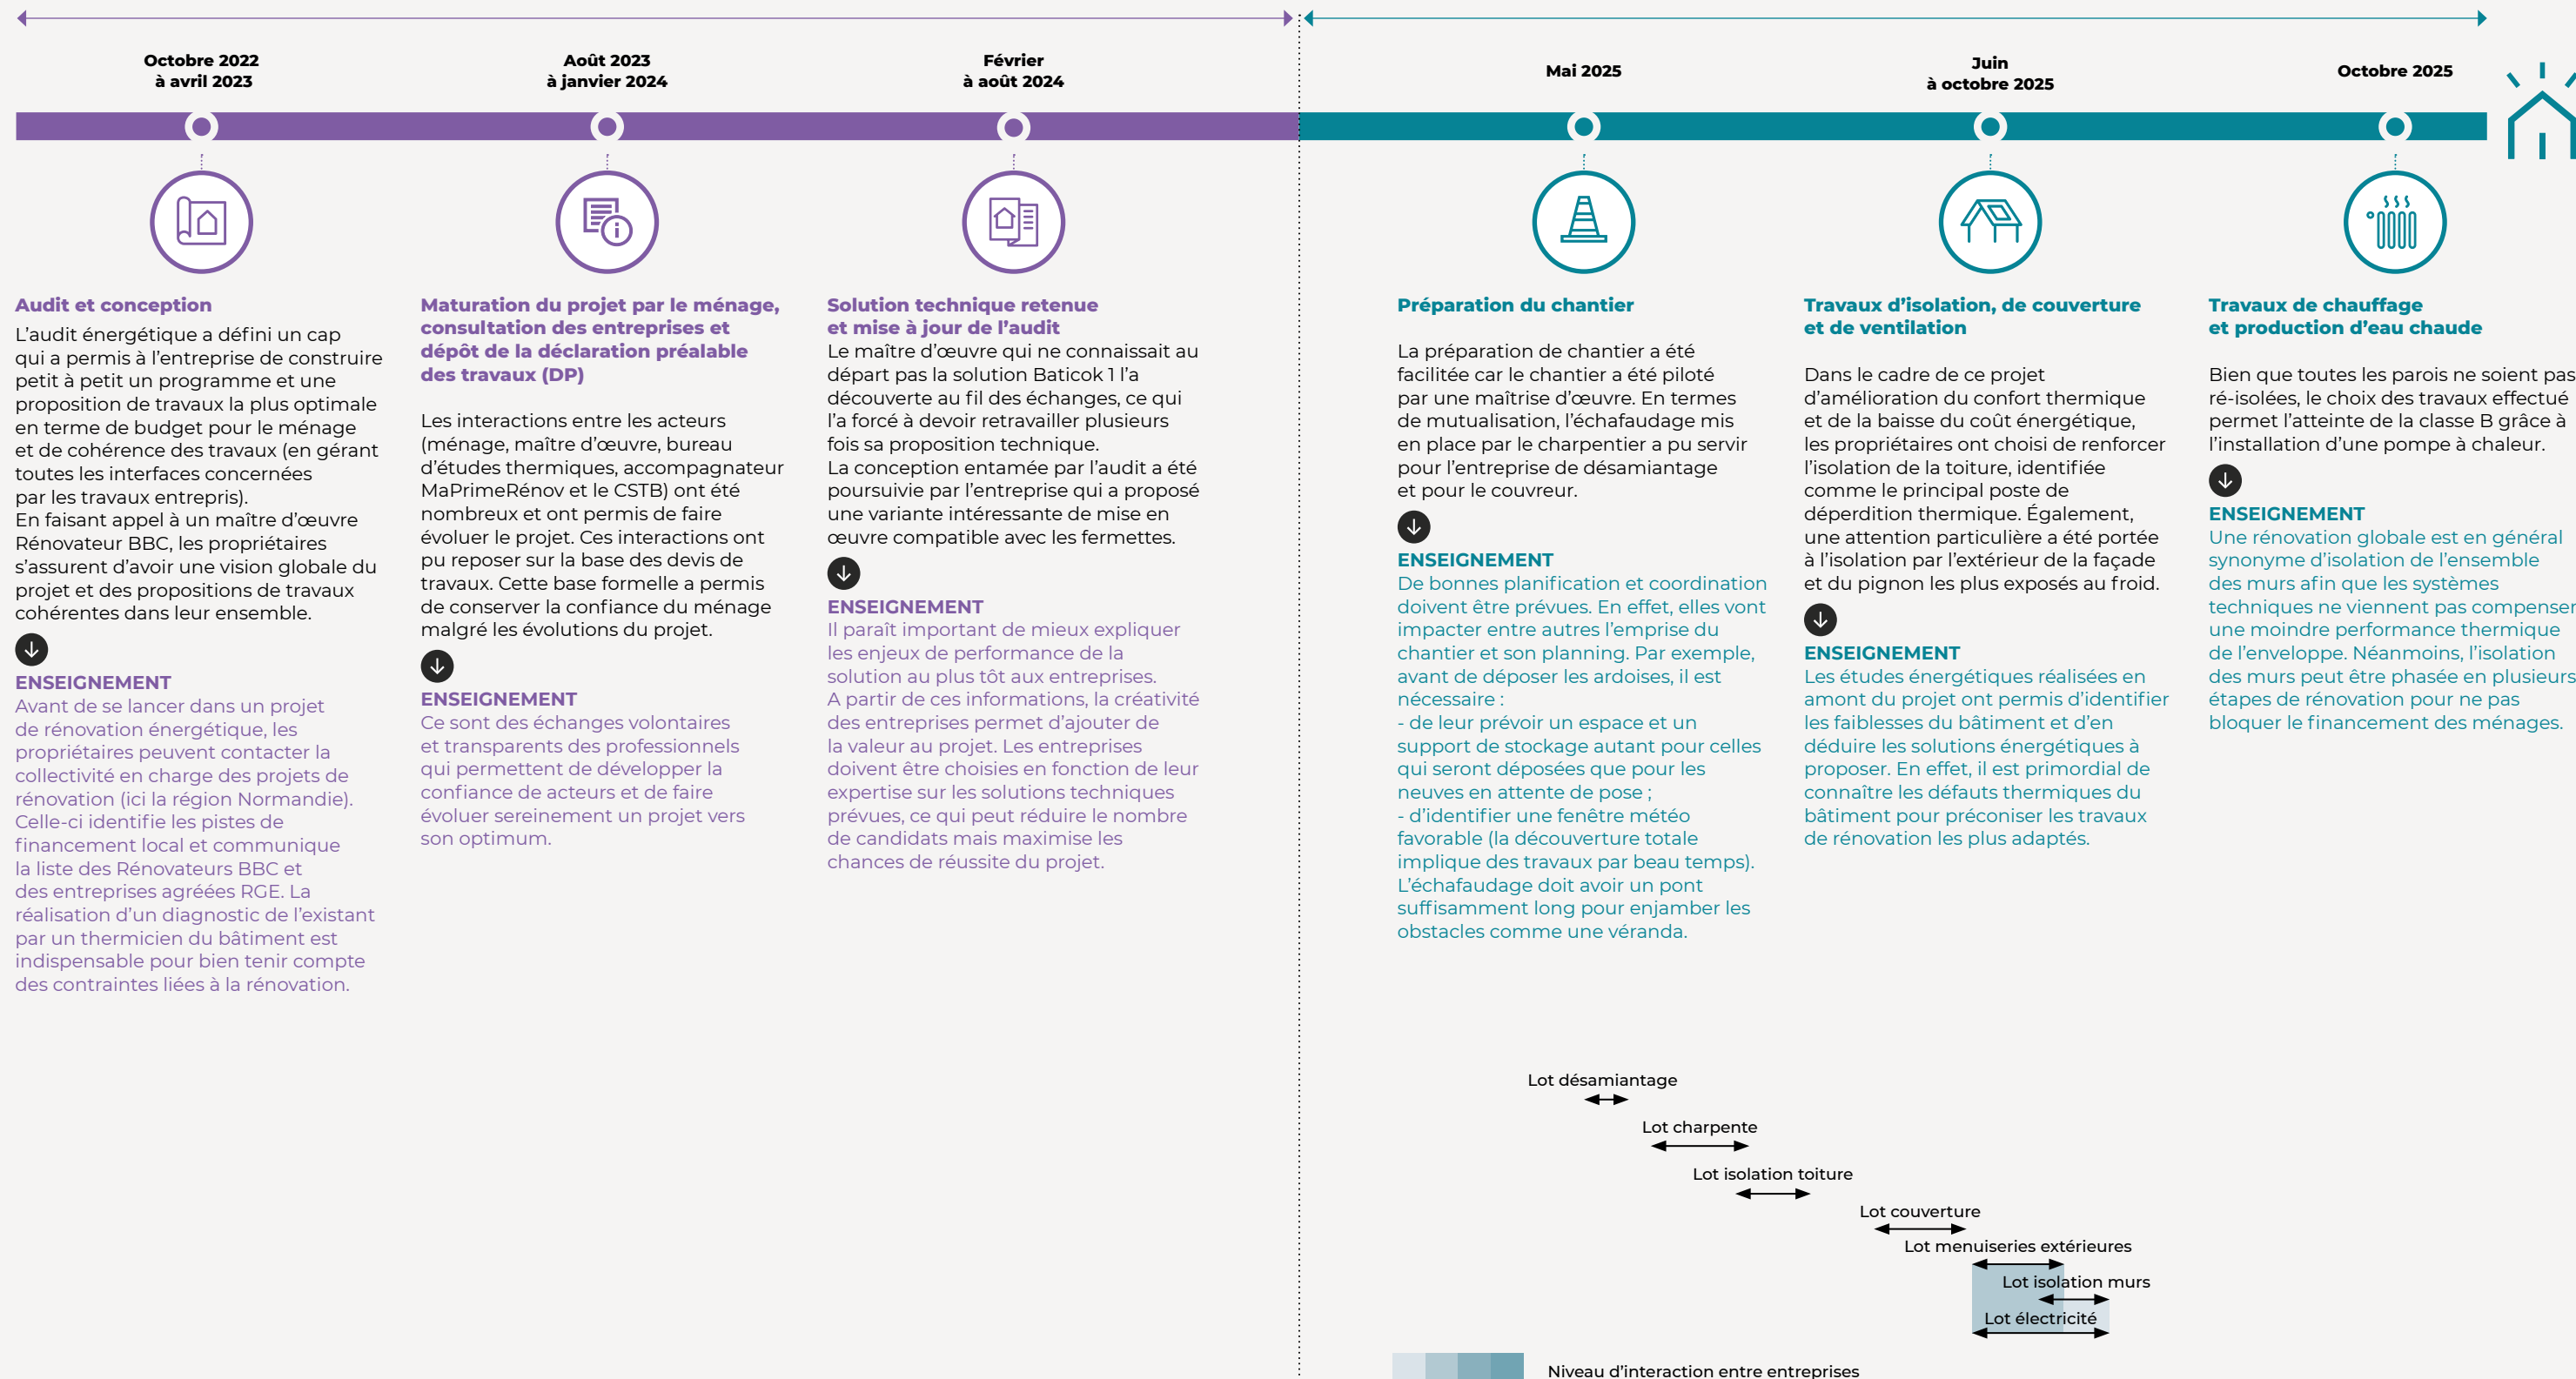 Octobre 2022
à avril 2023
Août 2023
à janvier 2024
Février
à août 2024
Mai 2025
Juin
à octobre 2025
Octobre 2025
Audit et conception
L’audit énergétique a défini un cap
qui a permis à l’entreprise de construire
petit à petit un programme et une
proposition de travaux la plus optimale
en terme de budget pour le ménage
et de cohérence des travaux (en gérant
toutes les interfaces concernées
par les travaux entrepris).
En faisant appel à un maître d’œuvre
Rénovateur BBC, les propriétaires
s’assurent d’avoir une vision globale du
projet et des propositions de travaux
cohérentes dans leur ensemble.
ENSEIGNEMENT
Avant de se lancer dans un projet
de rénovation énergétique, les
propriétaires peuvent contacter la
collectivité en charge des projets de
rénovation (ici la région Normandie).
Celle-ci identifie les pistes de
financement local et communique
la liste des Rénovateurs BBC et
des entreprises agréées RGE. La
réalisation d’un diagnostic de l’existant
par un thermicien du bâtiment est
indispensable pour bien tenir compte
des contraintes liées à la rénovation.
Maturation du projet par le ménage,
consultation des entreprises et
dépôt de la déclaration préalable
des travaux (DP)
Les interactions entre les acteurs
(ménage, maître d’œuvre, bureau
d’études thermiques, accompagnateur
MaPrimeRénov et le CSTB) ont été
nombreux et ont permis de faire
évoluer le projet. Ces interactions ont
pu reposer sur la base des devis de
travaux. Cette base formelle a permis
de conserver la confiance du ménage
malgré les évolutions du projet.
ENSEIGNEMENT
Ce sont des échanges volontaires
et transparents des professionnels
qui permettent de développer la
confiance de acteurs et de faire
évoluer sereinement un projet vers
son optimum.
Solution technique retenue
et mise à jour de l’audit
Le maître d’œuvre qui ne connaissait au
départ pas la solution Baticok 1 l’a
découverte au fil des échanges, ce qui
l’a forcé à devoir retravailler plusieurs
fois sa proposition technique.
La conception entamée par l’audit a été
poursuivie par l’entreprise qui a proposé
une variante intéressante de mise en
œuvre compatible avec les fermettes.
ENSEIGNEMENT
Il paraît important de mieux expliquer
les enjeux de performance de la
solution au plus tôt aux entreprises.
A partir de ces informations, la créativité
des entreprises permet d’ajouter de
la valeur au projet. Les entreprises
doivent être choisies en fonction de leur
expertise sur les solutions techniques
prévues, ce qui peut réduire le nombre
de candidats mais maximise les
chances de réussite du projet.
Préparation du chantier
La préparation de chantier a été
facilitée car le chantier a été piloté
par une maîtrise d’œuvre. En termes
de mutualisation, l’échafaudage mis
en place par le charpentier a pu servir
pour l’entreprise de désamiantage
et pour le couvreur.
ENSEIGNEMENT
De bonnes planification et coordination
doivent être prévues. En effet, elles vont
impacter entre autres l’emprise du
chantier et son planning. Par exemple,
avant de déposer les ardoises, il est
nécessaire :
- de leur prévoir un espace et un
support de stockage autant pour celles
qui seront déposées que pour les
neuves en attente de pose ;
- d’identifier une fenêtre météo
favorable (la découverture totale
implique des travaux par beau temps).
L’échafaudage doit avoir un pont
suffisamment long pour enjamber les
obstacles comme une véranda.
Travaux d’isolation, de couverture
et de ventilation
Dans le cadre de ce projet
d’amélioration du confort thermique
et de la baisse du coût énergétique,
les propriétaires ont choisi de renforcer
l’isolation de la toiture, identifiée
comme le principal poste de
déperdition thermique. Également,
une attention particulière a été portée
à l’isolation par l’extérieur de la façade
et du pignon les plus exposés au froid.
ENSEIGNEMENT
Les études énergétiques réalisées en
amont du projet ont permis d’identifier
les faiblesses du bâtiment et d’en
déduire les solutions énergétiques à
proposer. En effet, il est primordial de
connaître les défauts thermiques du
bâtiment pour préconiser les travaux
de rénovation les plus adaptés.
Travaux de chauffage
et production d’eau chaude
Bien que toutes les parois ne soient pas
ré-isolées, le choix des travaux effectué
permet l’atteinte de la classe B grâce à
l’installation d’une pompe à chaleur.
ENSEIGNEMENT
Une rénovation globale est en général
synonyme d’isolation de l’ensemble
des murs afin que les systèmes
techniques ne viennent pas compenser
une moindre performance thermique
de l’enveloppe. Néanmoins, l’isolation
des murs peut être phasée en plusieurs
étapes de rénovation pour ne pas
bloquer le financement des ménages.
Lot désamiantage
Lot charpente
Lot isolation toiture
Lot couverture
Lot menuiseries extérieures
Lot isolation murs
Lot électricité
Niveau d’interaction entre entreprises